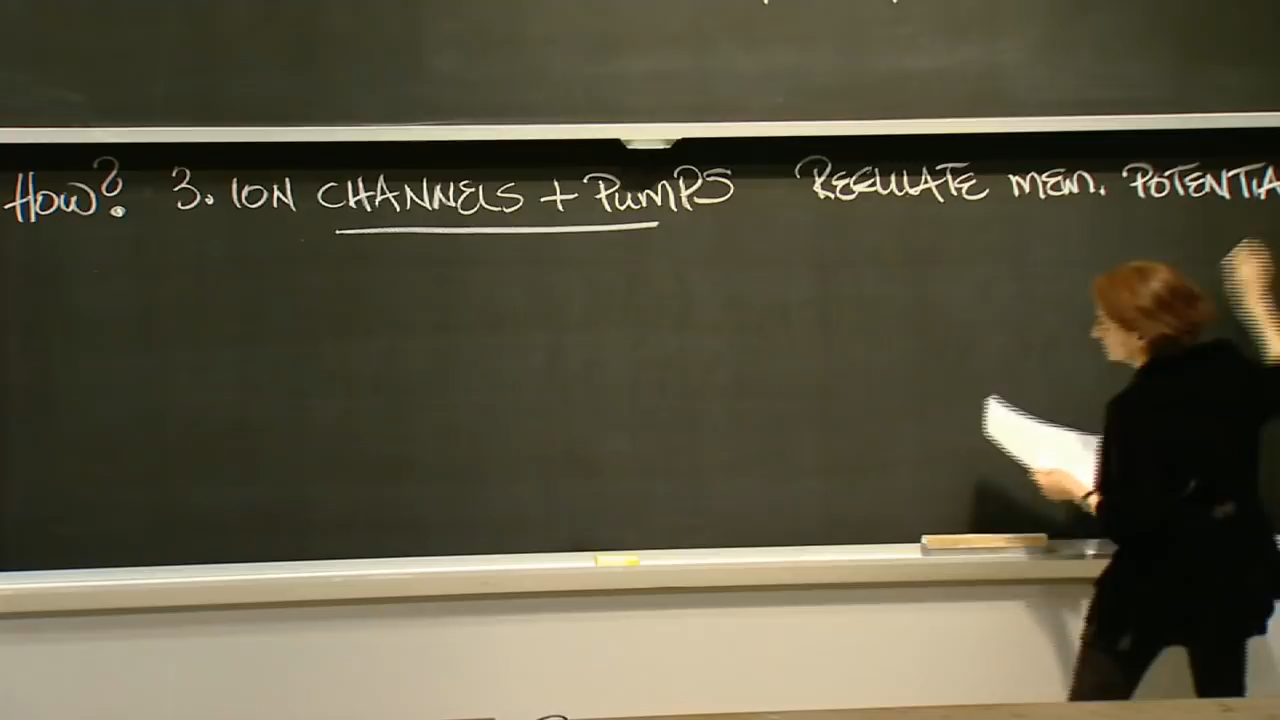 How? 3. ION CHANNELS + PumPS REGULATE mem. POTENTIA